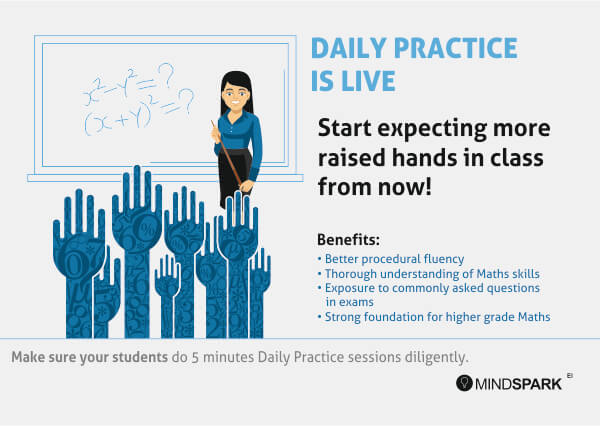 x²-y²=?
(x+y)²=?
DAILY PRACTICE
IS LIVE
Start expecting more
raised hands in class
from now!
Benefits:
• Better procedural fluency
• Thorough understanding of Maths skills
• Exposure to commonly asked questions
in exams
• Strong foundation for higher grade Maths
Make sure your students do 5 minutes Daily Practice sessions diligently.
MINDSPARK EI